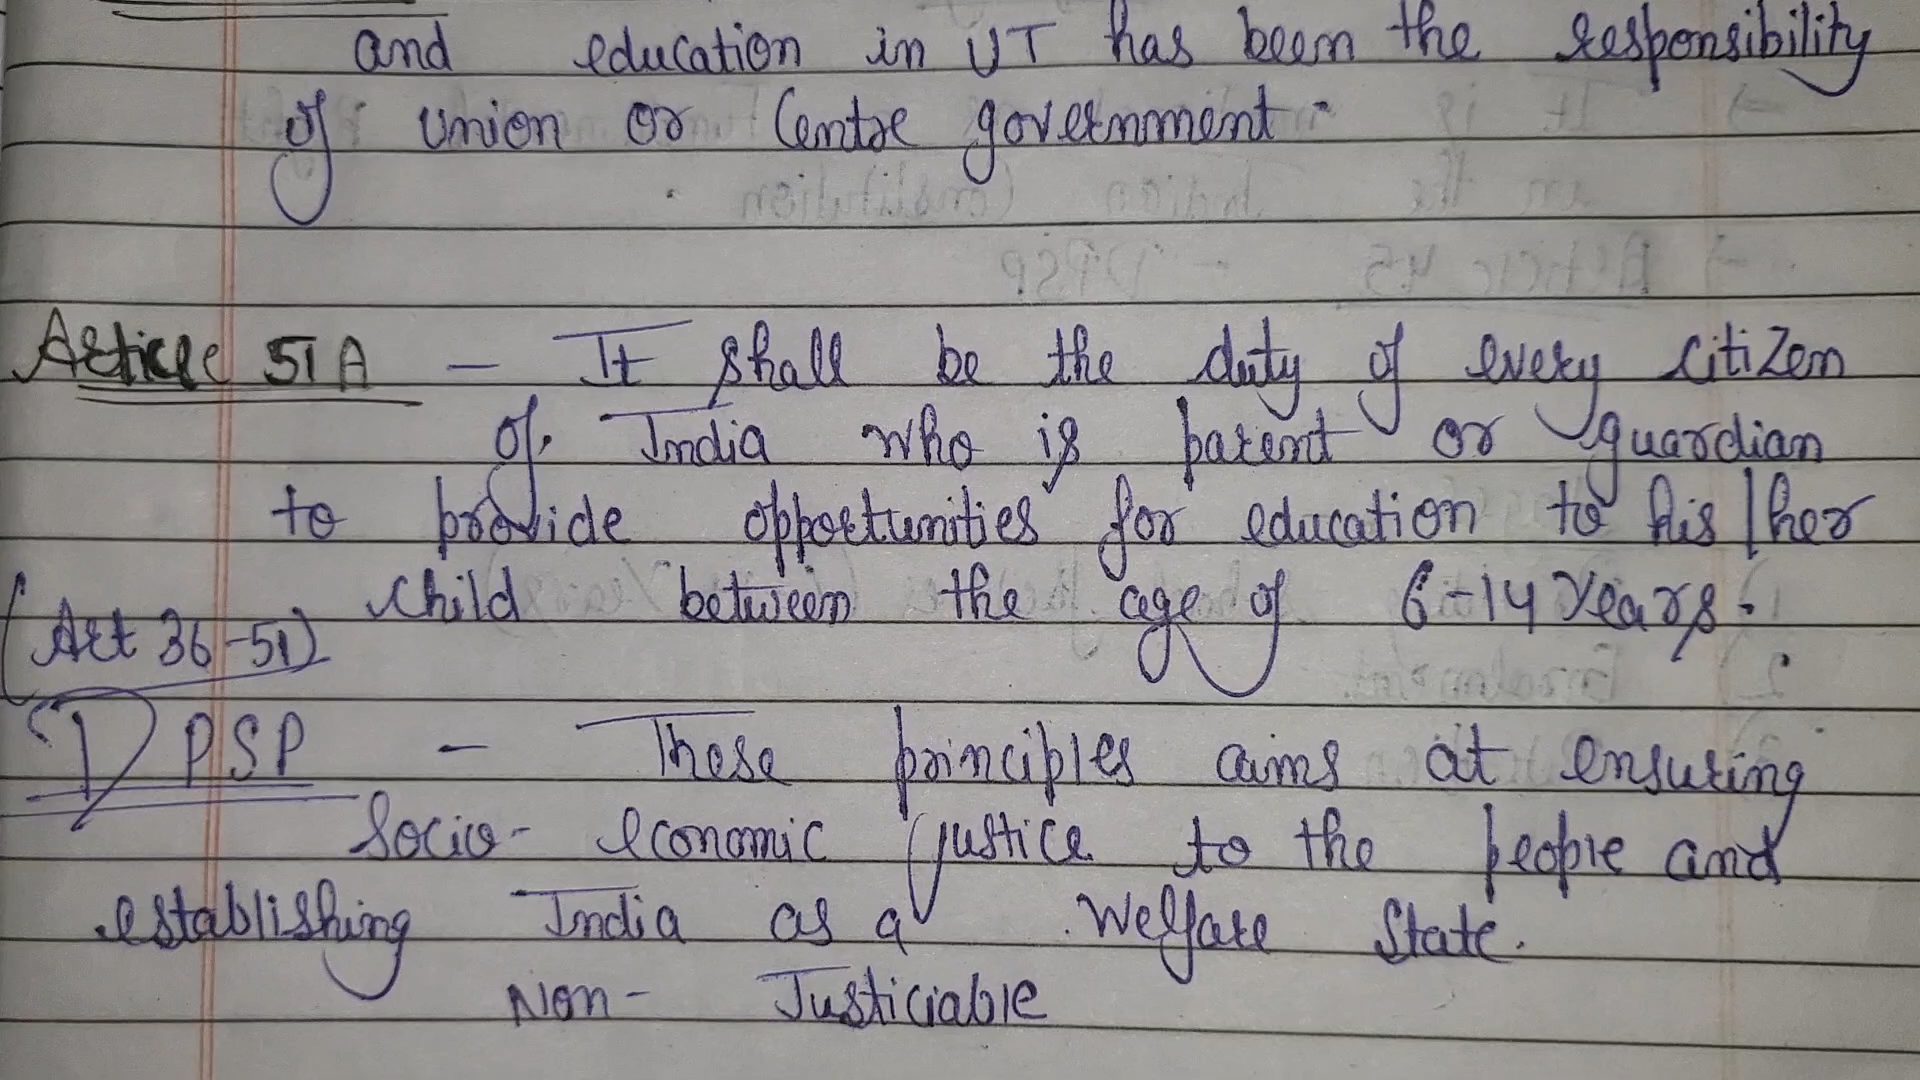 and education in UT has been the responsibility
of union or Centre government.
Article 51A - It shall be the duty of every citizen
of India who is parent or guardian
to provide opportunities for education to his/her
child between the age of 6-14 years.
(Art 36-51)
DPSP - These principles aims at ensuring
Socio-economic justice to the people and
establishing India as a Welfare State.
Non-Justiciable